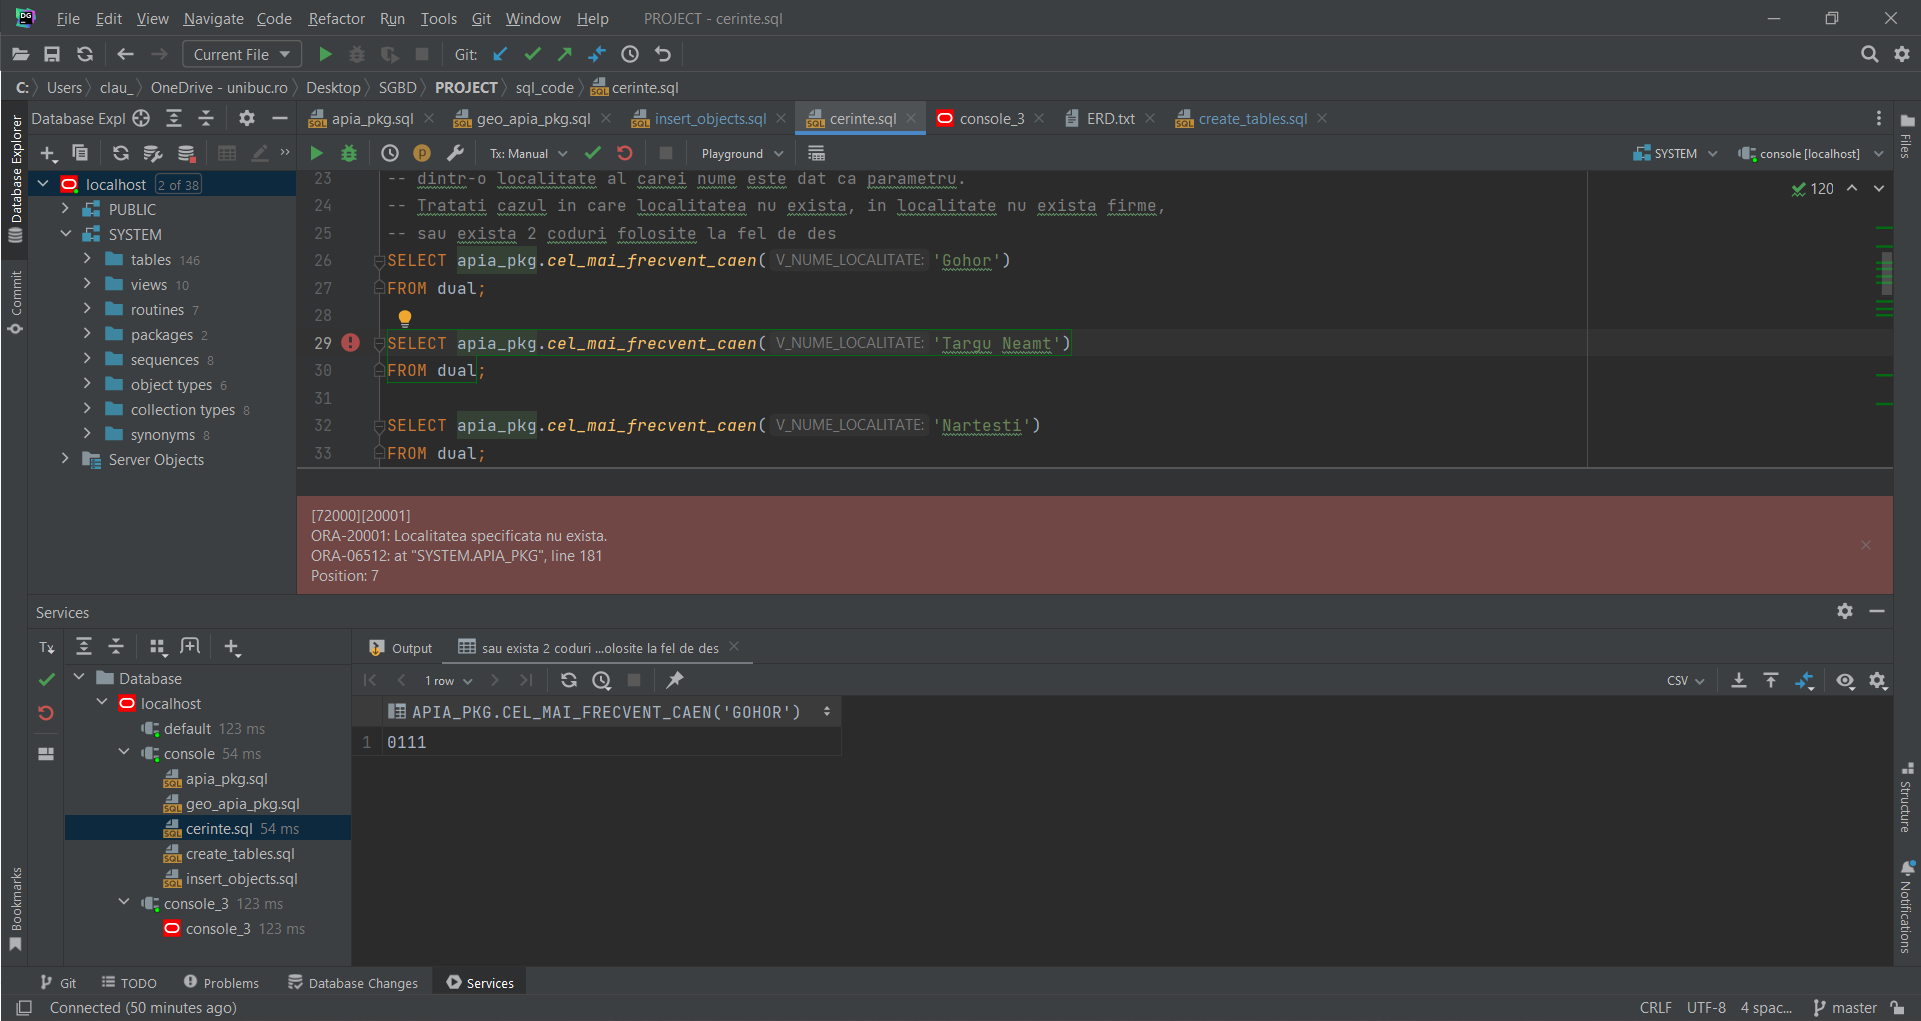 File Edit View Navigate Code Refactor Run Tools Git Window Help PROJECT - cerinte.sql
Current File Git:
C: Users clau_ OneDrive - unibuc.ro Desktop SGBD PROJECT sql_code cerinte.sql
Database Expl
apia_pkg.sql geo_apia_pkg.sql insert_objects.sql cerinte.sql console_3 ERD.txt create_tables.sql
Tx: Manual Playground SYSTEM console [localhost]
Database Explorer
Commit
Bookmarks
Files
Structure
Notifications
localhost 2 of 38
PUBLIC
SYSTEM
tables 146
views 10
routines 7
packages 2
sequences 8
object types 6
collection types 8
synonyms 8
Server Objects
120
23 -- dintr-o localitate al carei nume este dat ca parametru.
24 -- Tratati cazul in care localitatea nu exista, in localitate nu exista firme,
25 -- sau exista 2 coduri folosite la fel de des
26 SELECT apia_pkg.cel_mai_frecvent_caen( V_NUME_LOCALITATE: 'Gohor')
27 FROM dual;
28
29 SELECT apia_pkg.cel_mai_frecvent_caen( V_NUME_LOCALITATE: 'Targu Neamt')
30 FROM dual;
31
32 SELECT apia_pkg.cel_mai_frecvent_caen( V_NUME_LOCALITATE: 'Nartesti')
33 FROM dual;
[72000][20001]
ORA-20001: Localitatea specificata nu exista.
ORA-06512: at "SYSTEM.APIA_PKG", line 181
Position: 7
Services
Tx
Database
localhost
default 123 ms
console 54 ms
apia_pkg.sql
geo_apia_pkg.sql
cerinte.sql 54 ms
create_tables.sql
insert_objects.sql
console_3 123 ms
console_3 123 ms
Output sau exista 2 coduri ...olosite la fel de des
1 row CSV
APIA_PKG.CEL_MAI_FRECVENT_CAEN('GOHOR')
1 0111
Git TODO Problems Database Changes Services
Connected (50 minutes ago) CRLF UTF-8 4 spac... master